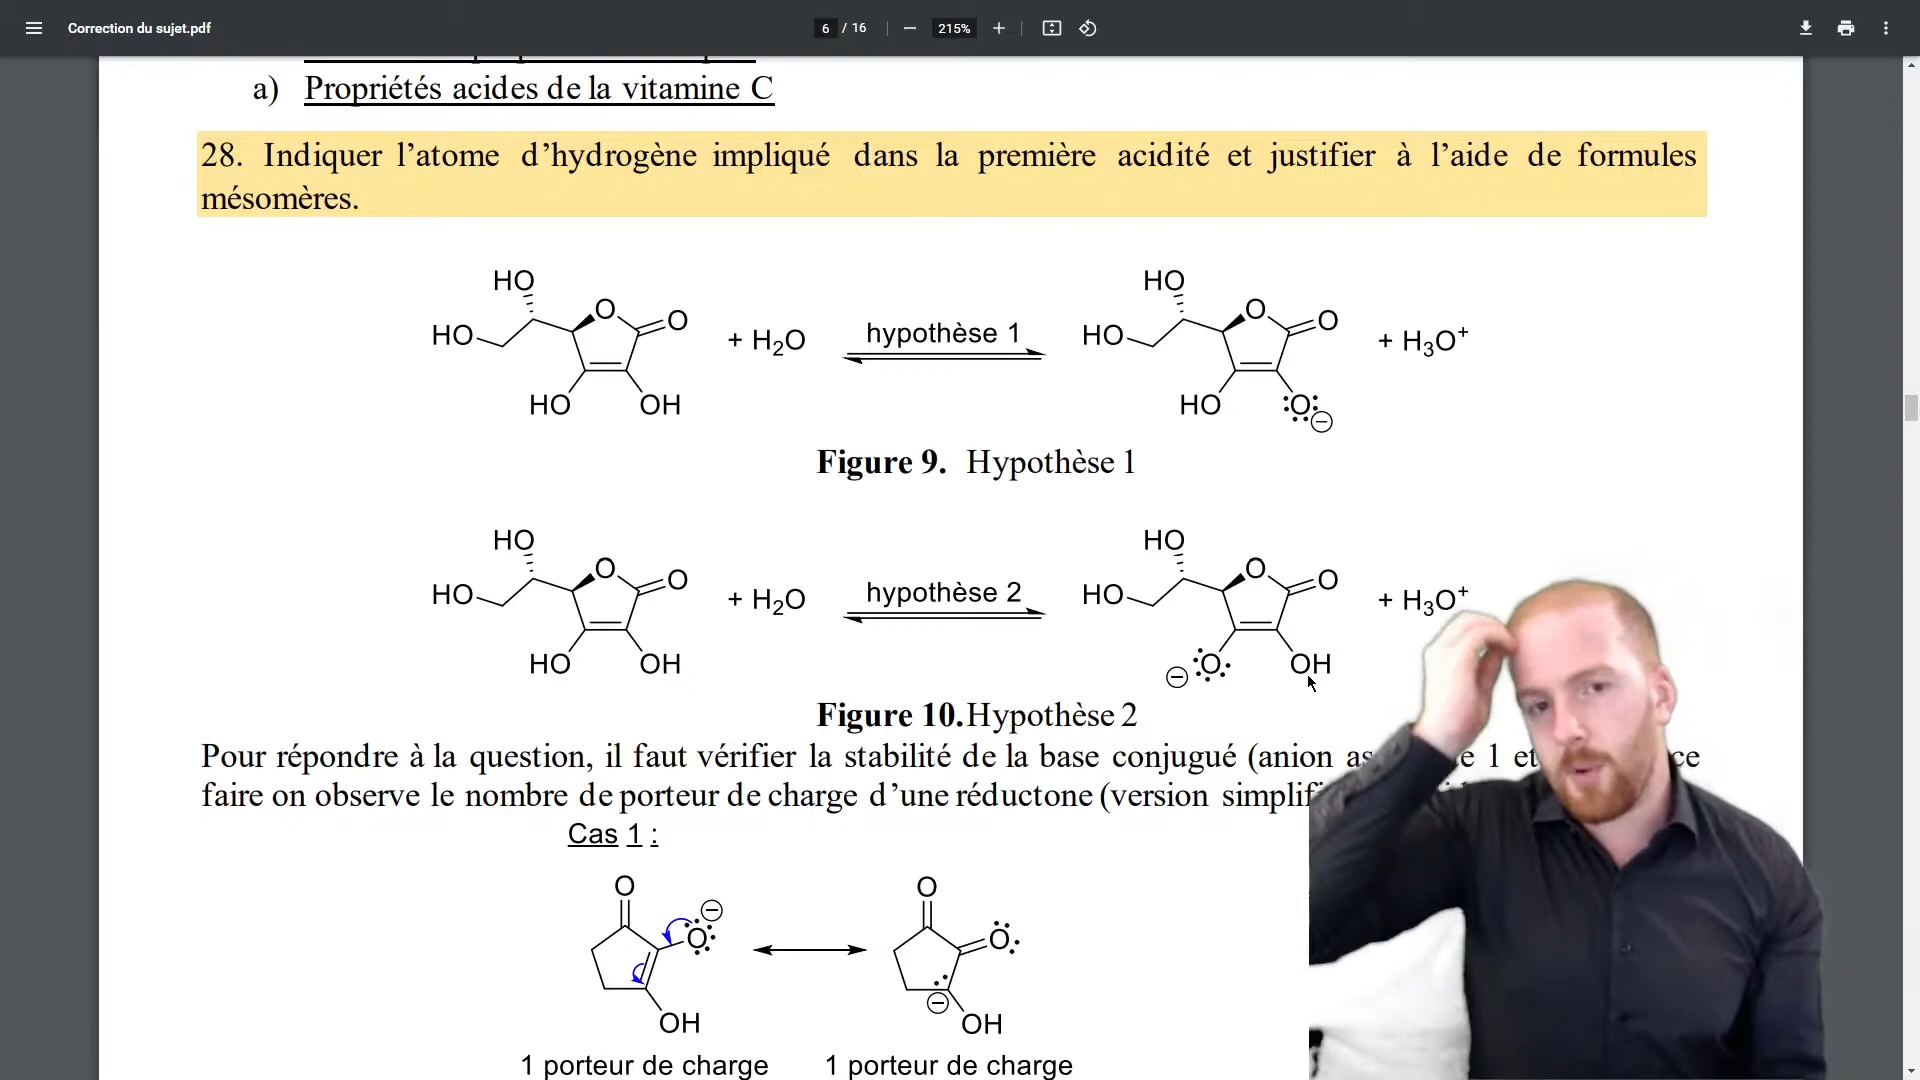 Correction du sujet.pdf
6 / 16
215%
a) Propriétés acides de la vitamine C
28. Indiquer l’atome d’hydrogène impliqué dans la première acidité et justifier à l’aide de formules
mésomères.
HO
HO
O
O
HO
OH
+ H₂O
hypothèse 1
HO
HO
O
O
HO
O
−
+ H₃O⁺
Figure 9. Hypothèse 1
HO
HO
O
O
HO
OH
+ H₂O
hypothèse 2
HO
HO
O
O
−
O
OH
+ H₃O⁺
Figure 10.Hypothèse 2
Pour répondre à la question, il faut vérifier la stabilité de la base conjugué (anion 1 et ce
faire on observe le nombre de porteur de charge d’une réductone (version
Cas 1 :
O
−
O
OH
O
O
−
OH
1 porteur de charge
1 porteur de charge